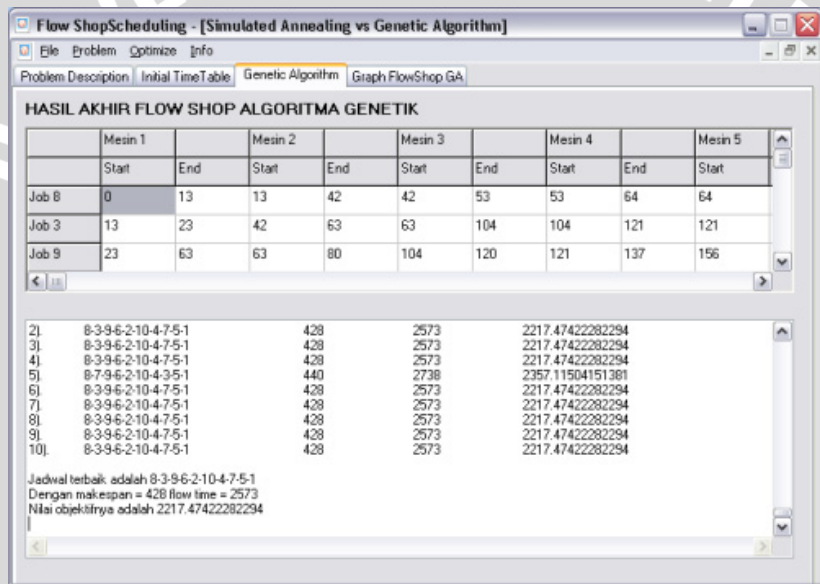 Flow ShopScheduling - [Simulated Annealing vs Genetic Algorithm]
File Problem Optimize Info
Problem Description Initial TimeTable Genetic Algorithm Graph FlowShop GA
HASIL AKHIR FLOW SHOP ALGORITMA GENETIK
Mesin 1 Mesin 2 Mesin 3 Mesin 4 Mesin 5
Start End Start End Start End Start End Start
Job 8 0 13 13 42 42 53 53 64 64
Job 3 13 23 42 63 63 104 104 121 121
Job 9 23 63 63 80 104 120 121 137 156
2). 8-3-9-6-2-10-4-7-5-1 428 2573 2217.47422282294
3). 8-3-9-6-2-10-4-7-5-1 428 2573 2217.47422282294
4). 8-3-9-6-2-10-4-7-5-1 428 2573 2217.47422282294
5). 8-7-9-6-2-10-4-3-5-1 440 2738 2357.11504151381
6). 8-3-9-6-2-10-4-7-5-1 428 2573 2217.47422282294
7). 8-3-9-6-2-10-4-7-5-1 428 2573 2217.47422282294
8). 8-3-9-6-2-10-4-7-5-1 428 2573 2217.47422282294
9). 8-3-9-6-2-10-4-7-5-1 428 2573 2217.47422282294
10). 8-3-9-6-2-10-4-7-5-1 428 2573 2217.47422282294
Jadwal terbaik adalah 8-3-9-6-2-10-4-7-5-1
Dengan makespan = 428 flow time = 2573
Nilai objektifnya adalah 2217.47422282294